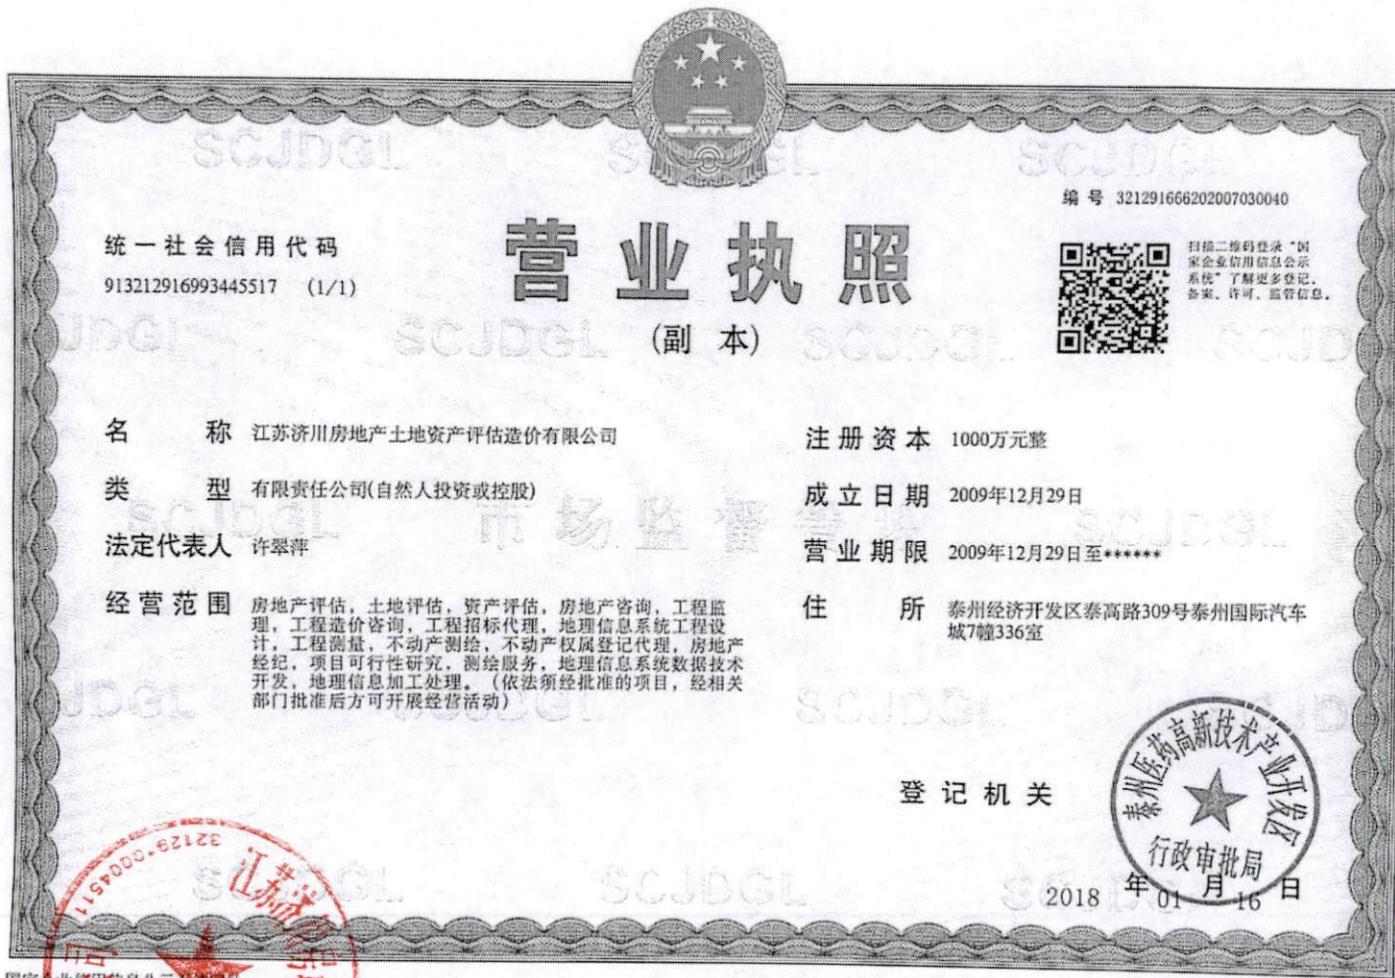 编 号 321291666202007030040
统一社会信用代码
913212916993445517 (1/1)
营业执照
(副 本)
扫描二维码登录“国
家企业信用信息公示
系统”了解更多登记、
备案、许可、监管信息。
名 称 江苏济川房地产土地资产评估造价有限公司
类 型 有限责任公司(自然人投资或控股)
法定代表人 许翠萍
经营范围 房地产评估，土地评估，资产评估，房地产咨询，工程监
理，工程造价咨询，工程招标代理，地理信息系统工程设
计，工程测量，不动产测绘，不动产权属登记代理，房地产
经纪，项目可行性研究，测绘服务，地理信息系统数据技术
开发，地理信息加工处理。（依法须经批准的项目，经相关
部门批准后方可开展经营活动）
注册资本 1000万元整
成立日期 2009年12月29日
营业期限 2009年12月29日至******
住 所 泰州经济开发区泰高路309号泰州国际汽车
城7幢336室
登记机关
泰州医药高新技术产业开发区
行政审批局
2018 年 01 月 16 日
SCJDGL
市场监督管
江苏济